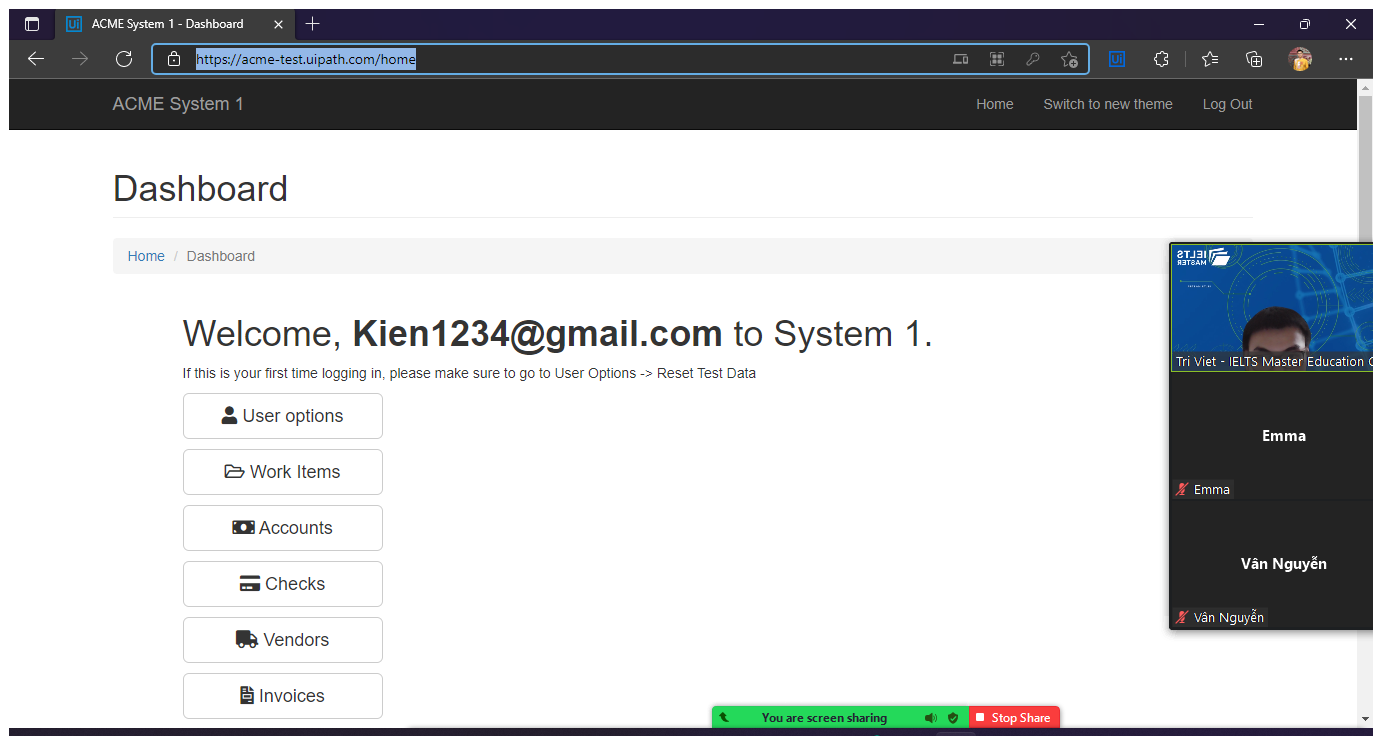 ACME System 1 - Dashboard
https://acme-test.uipath.com/home
Ui
ACME System 1
Home
Switch to new theme
Log Out
Dashboard
Home / Dashboard
Welcome, Kien1234@gmail.com to System 1.
If this is your first time logging in, please make sure to go to User Options -> Reset Test Data
User options
Work Items
Accounts
Checks
Vendors
Invoices
IELTS
MASTER
Tri Viet - IELTS Master Education
Emma
Emma
Vân Nguyễn
Vân Nguyễn
You are screen sharing
Stop Share